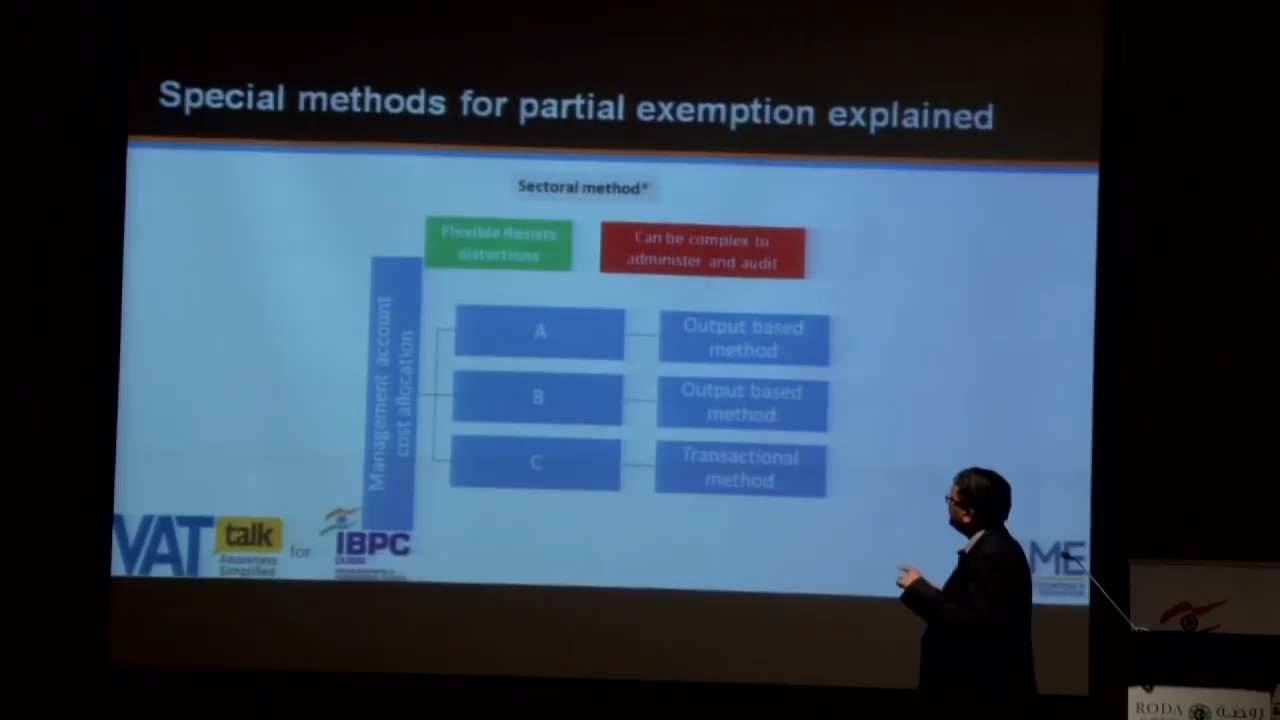 Special methods for partial exemption explained
Sectoral method*
Flexible Resists
distortions
Can be complex to
administer and audit
Management account
cost allocation
A
Output based
method
B
Output based
method
C
Transactional
method
VAT
talk
Awareness
Simplified
for
IBPC
DUBAI
ME
RODA روضة